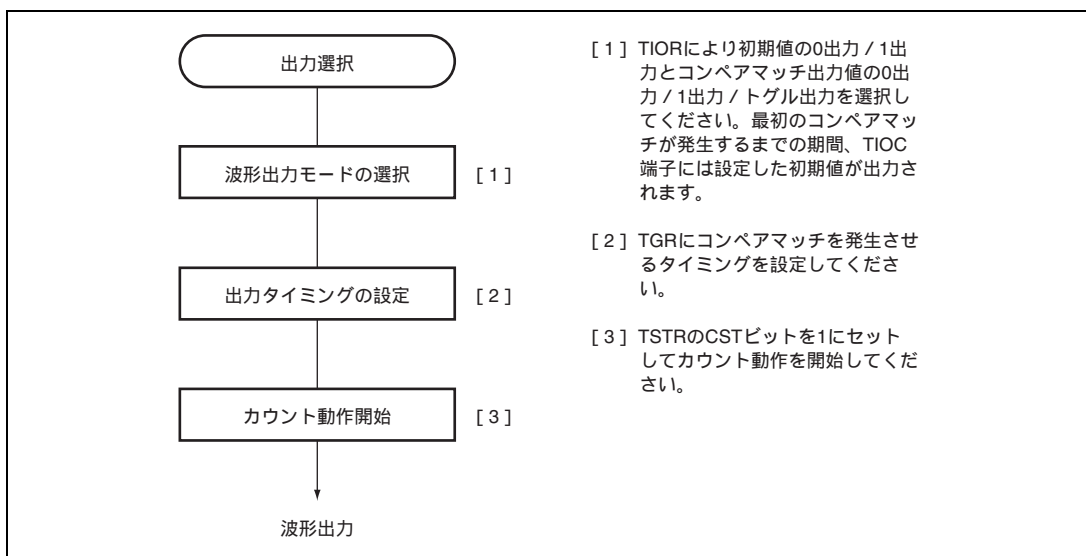 出力選択
波形出力モードの選択
[ 1 ]
出力タイミングの設定
[ 2 ]
カウント動作開始
[ 3 ]
波形出力
[ 1 ] TIORにより初期値の0出力 / 1出
力とコンペアマッチ出力値の0出
力 / 1出力 / トグル出力を選択し
てください。最初のコンペアマッ
チが発生するまでの期間、TIOC
端子には設定した初期値が出力さ
れます。
[ 2 ] TGRにコンペアマッチを発生させ
るタイミングを設定してくださ
い。
[ 3 ] TSTRのCSTビットを1にセット
してカウント動作を開始してくだ
さい。